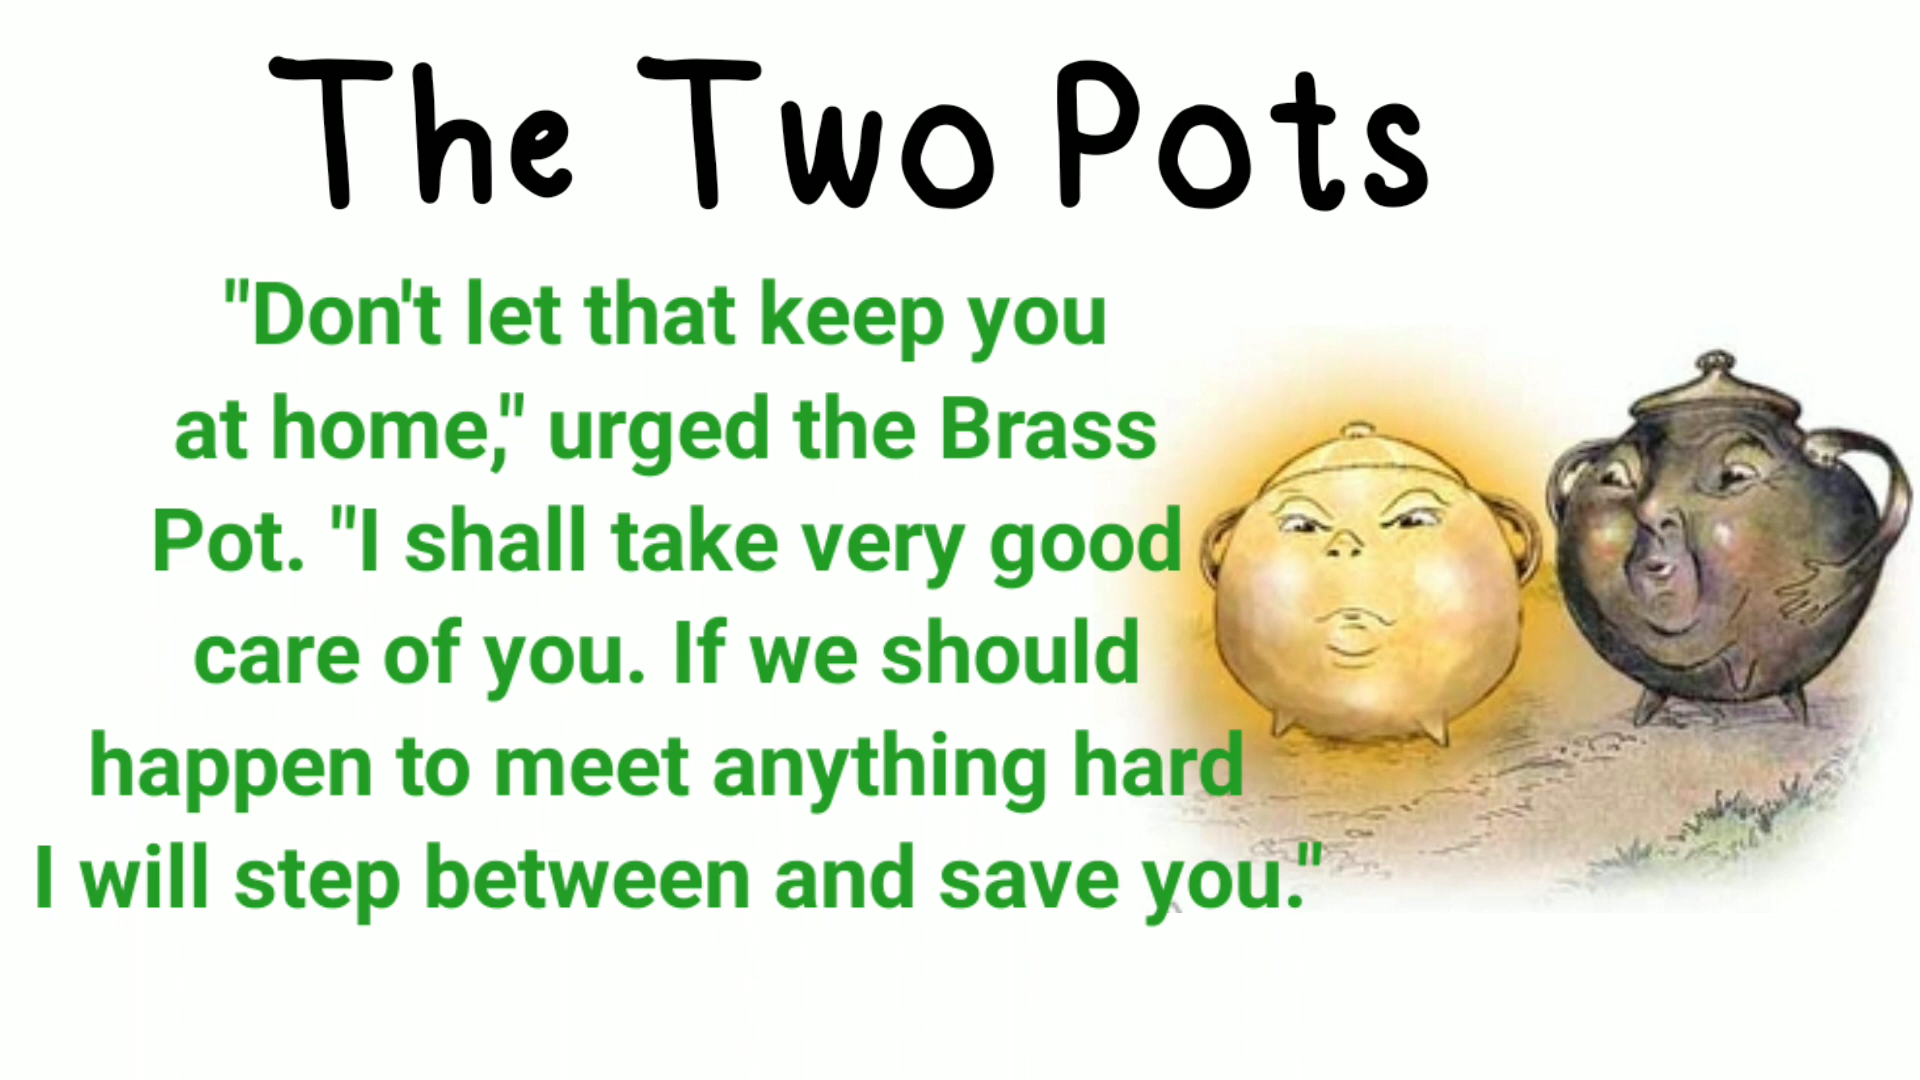 The Two Pots
"Don't let that keep you
at home," urged the Brass
Pot. "I shall take very good
care of you. If we should
happen to meet anything hard
I will step between and save you."